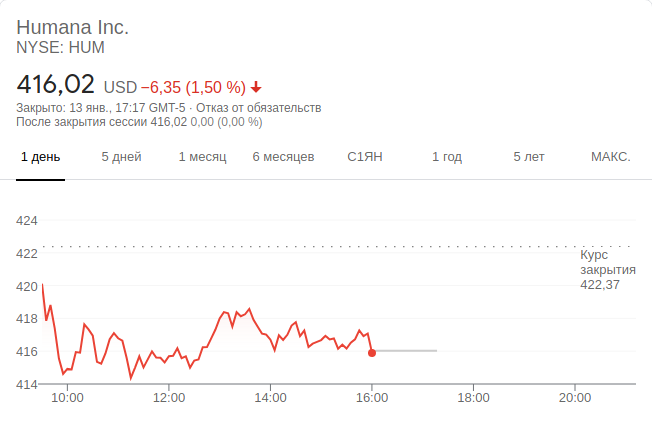 Humana Inc.
NYSE: HUM
416,02 USD −6,35 (1,50 %)
Закрыто: 13 янв., 17:17 GMT-5 · Отказ от обязательств
После закрытия сессии 416,02 0,00 (0,00 %)
1 день 5 дней 1 месяц 6 месяцев С1ЯН 1 год 5 лет МАКС.
424
422
Курс
закрытия
422,37
420
418
416
414
10:00 12:00 14:00 16:00 18:00 20:00